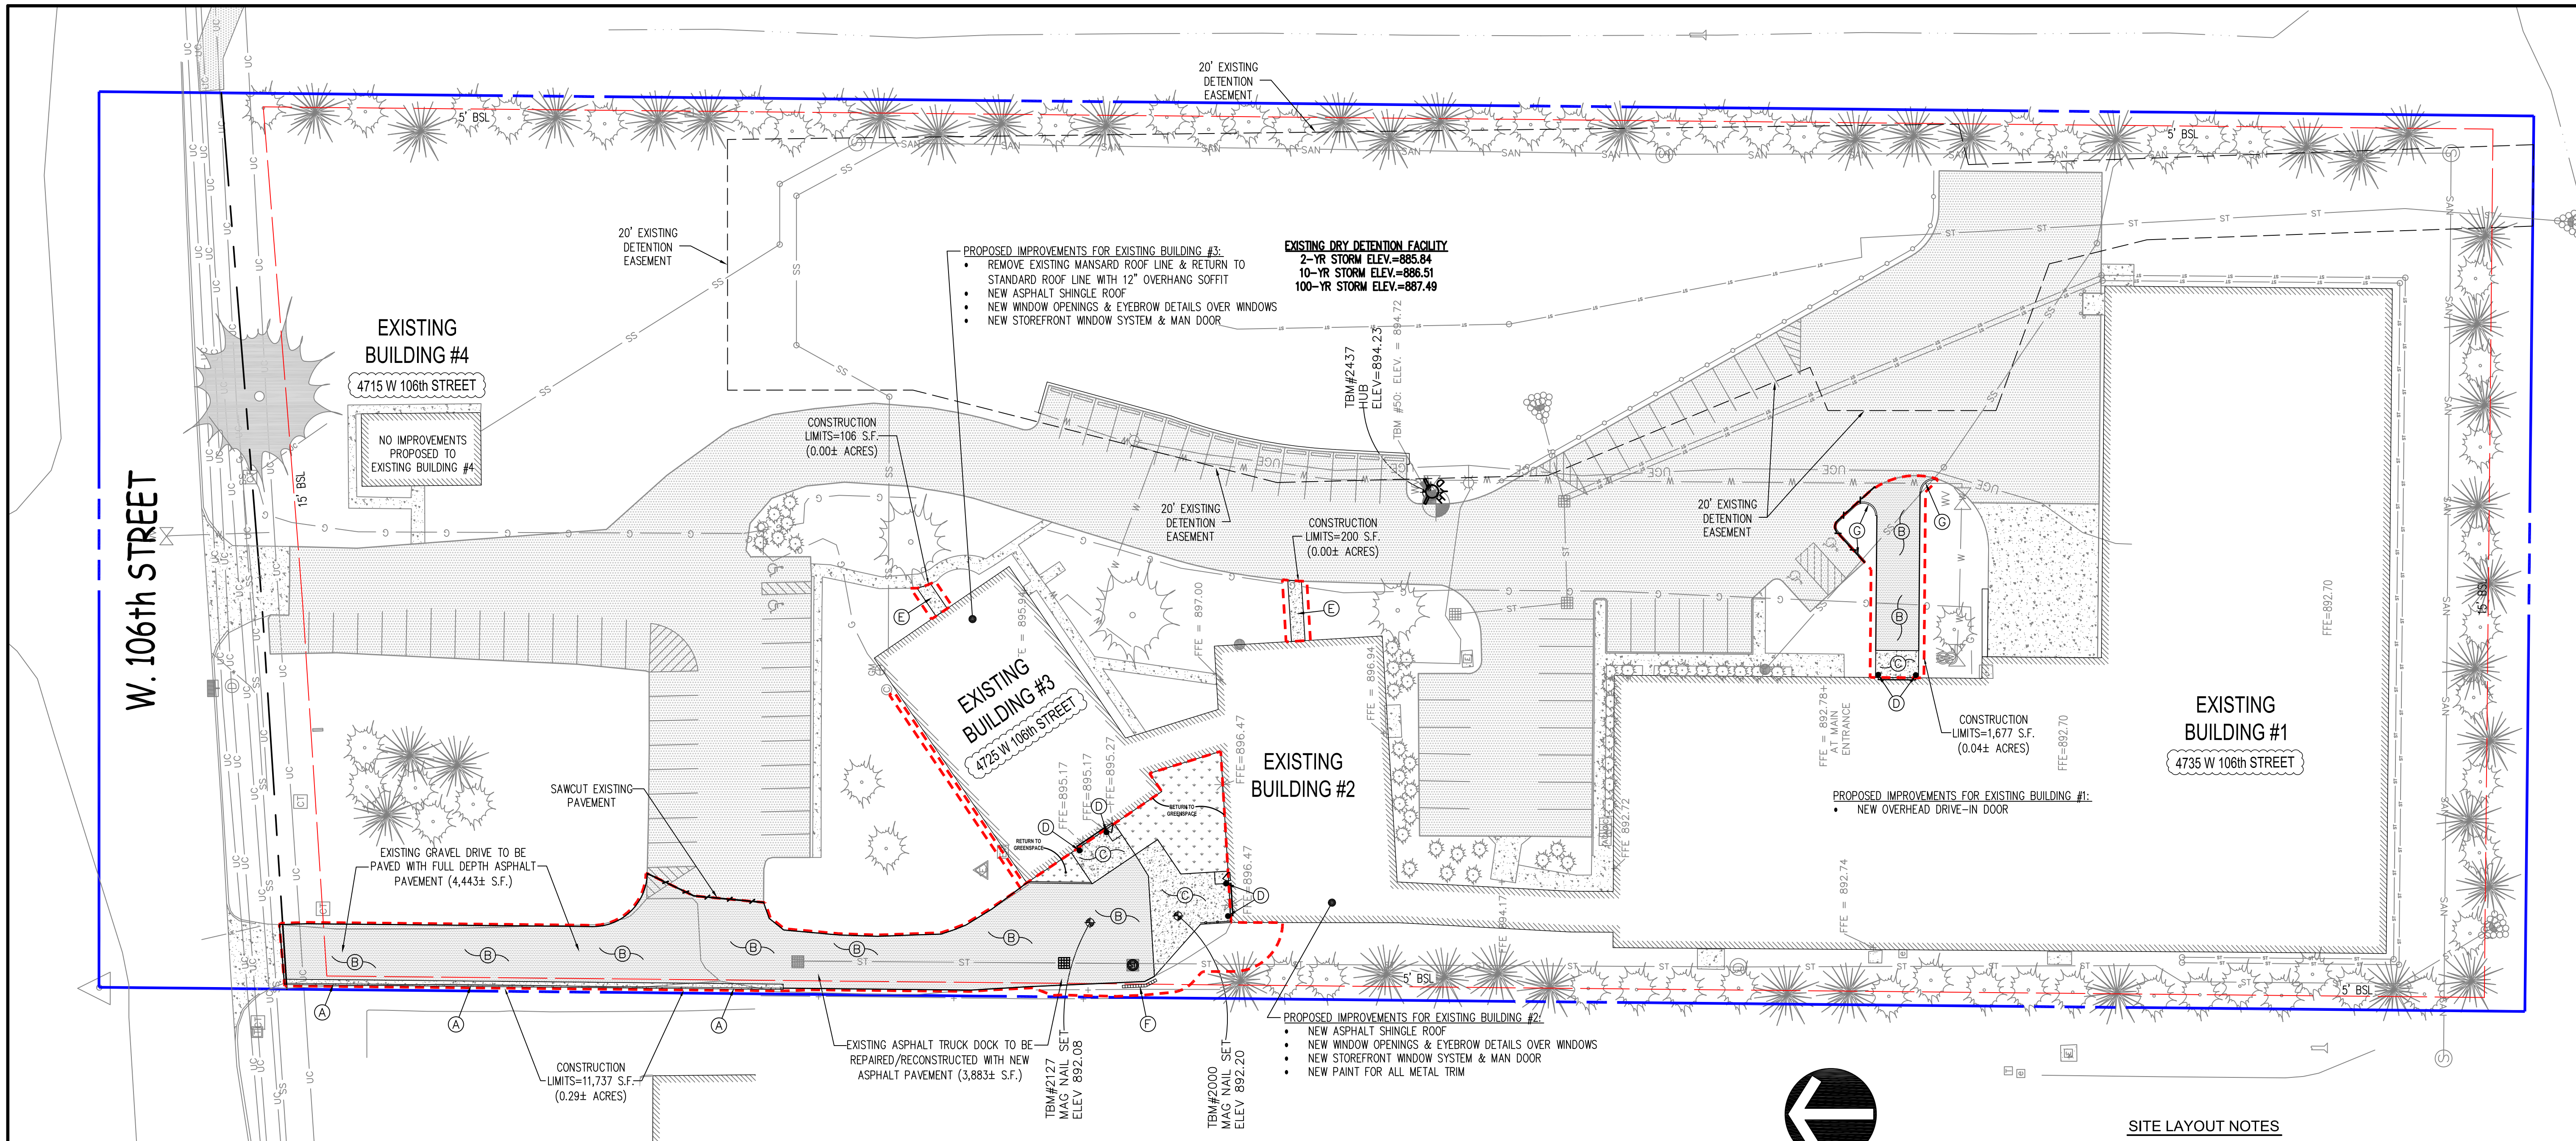 20' EXISTING
DETENTION
EASEMENT
5' BSL
5' BSL
20' EXISTING
DETENTION
EASEMENT
PROPOSED IMPROVEMENTS FOR EXISTING BUILDING #3:
• REMOVE EXISTING MANSARD ROOF LINE & RETURN TO
STANDARD ROOF LINE WITH 12" OVERHANG SOFFIT
• NEW ASPHALT SHINGLE ROOF
• NEW WINDOW OPENINGS & EYEBROW DETAILS OVER WINDOWS
• NEW STOREFRONT WINDOW SYSTEM & MAN DOOR
EXISTING DRY DETENTION FACILITY
2-YR STORM ELEV.=885.84
10-YR STORM ELEV.=886.51
100-YR STORM ELEV.=887.49
EXISTING
BUILDING #4
4715 W 106th STREET
NO IMPROVEMENTS
PROPOSED TO
EXISTING BUILDING #4
15' BSL
W. 106th STREET
CONSTRUCTION
LIMITS=106 S.F.
(0.00± ACRES)
TBM#2437
HUB
ELEV=894.23
TBM #50: ELEV. = 894.72
20' EXISTING
DETENTION
EASEMENT
CONSTRUCTION
LIMITS=200 S.F.
(0.00± ACRES)
20' EXISTING
DETENTION
EASEMENT
E
E
G
B
G
B
C
D
FFE = 895.94
FFE = 897.00
FFE = 896.94
EXISTING
BUILDING #3
4725 W 106th STREET
FFE=895.17
FFE=895.17
FFE=895.27
FFE=896.47
FFE=896.47
EXISTING
BUILDING #2
FFE = 892.78±
AT MAIN
ENTRANCE
CONSTRUCTION
LIMITS=1,677 S.F.
(0.04± ACRES)
FFE=892.70
FFE=892.70
15' BSL
EXISTING
BUILDING #1
4735 W 106th STREET
PROPOSED IMPROVEMENTS FOR EXISTING BUILDING #1:
• NEW OVERHEAD DRIVE-IN DOOR
FFE 892.72
FFE = 892.74
FFE 894.17
SAWCUT EXISTING
PAVEMENT
RETURN TO
GREENSPACE
RETURN TO
GREENSPACE
D
D
C
C
D
EXISTING GRAVEL DRIVE TO BE
PAVED WITH FULL DEPTH ASPHALT
PAVEMENT (4,443± S.F.)
B
B
B
B
B
B
B
A
A
A
F
5' BSL
5' BSL
CONSTRUCTION
LIMITS=11,737 S.F.
(0.29± ACRES)
EXISTING ASPHALT TRUCK DOCK TO BE
REPAIRED/RECONSTRUCTED WITH NEW
ASPHALT PAVEMENT (3,883± S.F.)
TBM#2127
MAG NAIL SET
ELEV 892.08
TBM#2000
MAG NAIL SET
ELEV 892.20
PROPOSED IMPROVEMENTS FOR EXISTING BUILDING #2:
• NEW ASPHALT SHINGLE ROOF
• NEW WINDOW OPENINGS & EYEBROW DETAILS OVER WINDOWS
• NEW STOREFRONT WINDOW SYSTEM & MAN DOOR
• NEW PAINT FOR ALL METAL TRIM
SITE LAYOUT NOTES